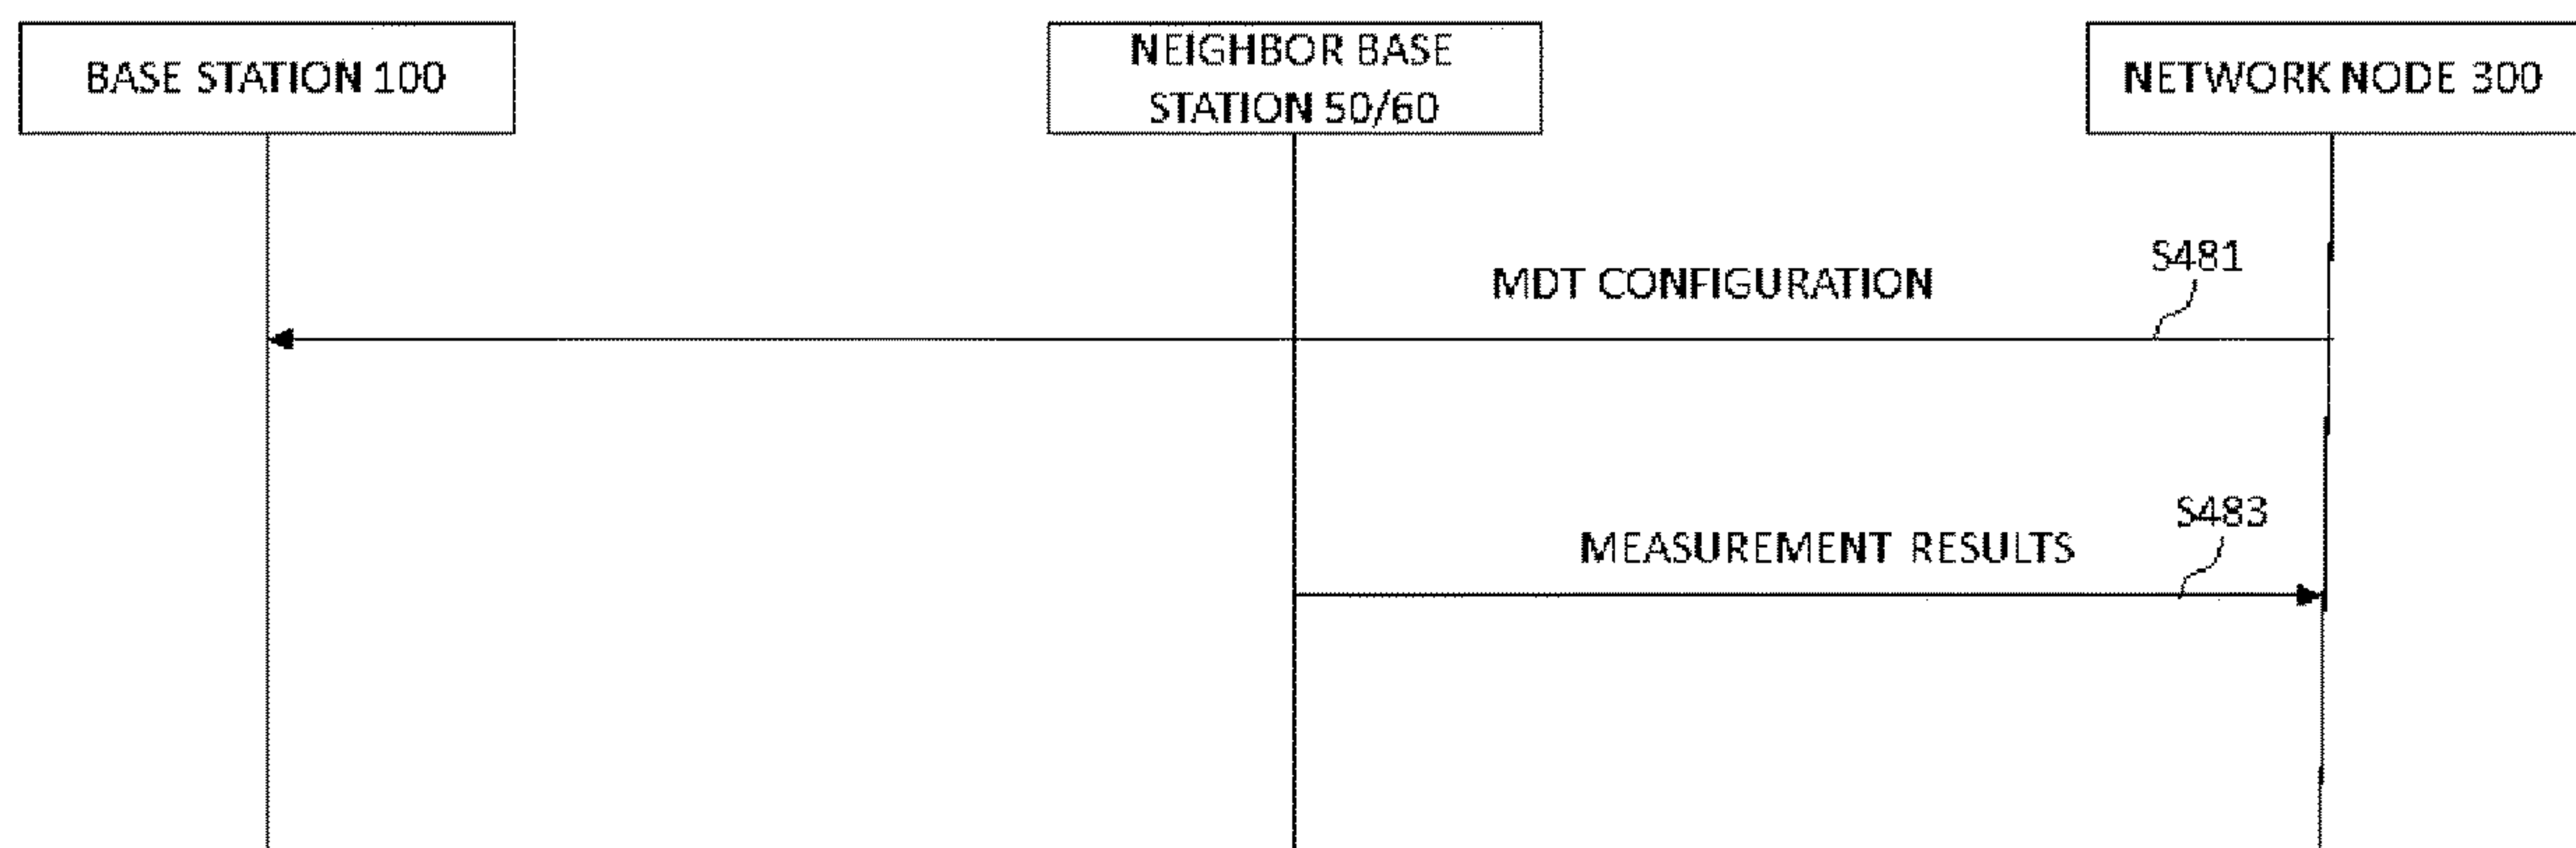 BASE STATION 100
NEIGHBOR BASE
STATION 50/60
NETWORK NODE 300
S481
MDT CONFIGURATION
S483
MEASUREMENT RESULTS